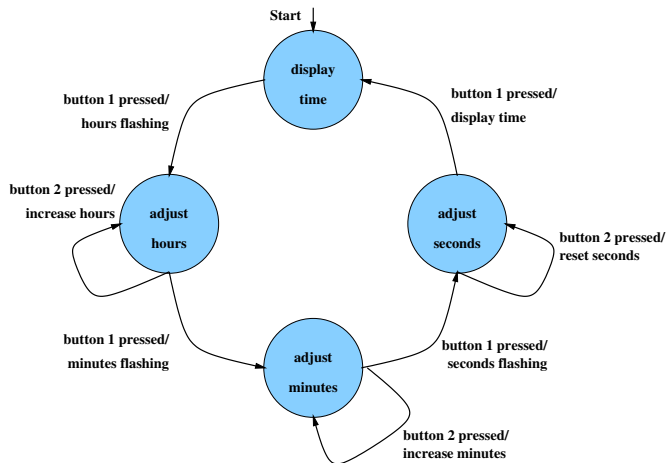 Start
display
time
button 1 pressed/
hours flashing
button 1 pressed/
display time
button 2 pressed/
increase hours
adjust
hours
adjust
seconds
button 2 pressed/
reset seconds
button 1 pressed/
minutes flashing
adjust
minutes
button 1 pressed/
seconds flashing
button 2 pressed/
increase minutes